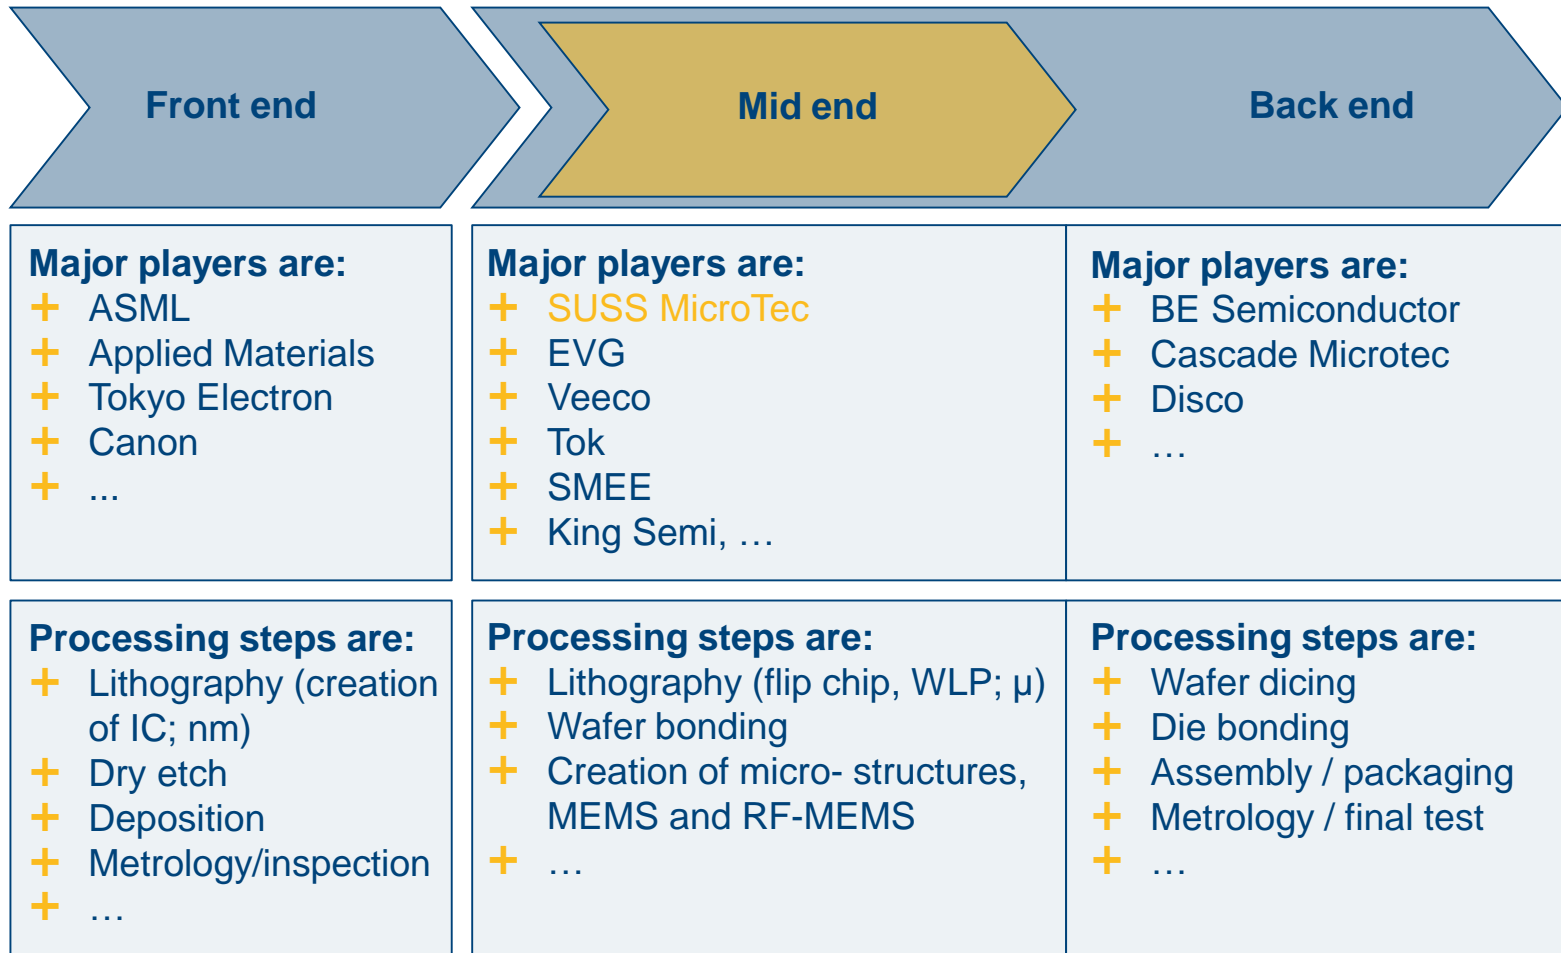 Front end
Mid end
Back end
Major players are:
+ ASML
+ Applied Materials
+ Tokyo Electron
+ Canon
+ ...
Major players are:
+ SUSS MicroTec
+ EVG
+ Veeco
+ Tok
+ SMEE
+ King Semi, …
Major players are:
+ BE Semiconductor
+ Cascade Microtec
+ Disco
+ …
Processing steps are:
+ Lithography (creation
of IC; nm)
+ Dry etch
+ Deposition
+ Metrology/inspection
+ …
Processing steps are:
+ Lithography (flip chip, WLP; µ)
+ Wafer bonding
+ Creation of micro- structures,
MEMS and RF-MEMS
+ …
Processing steps are:
+ Wafer dicing
+ Die bonding
+ Assembly / packaging
+ Metrology / final test
+ …